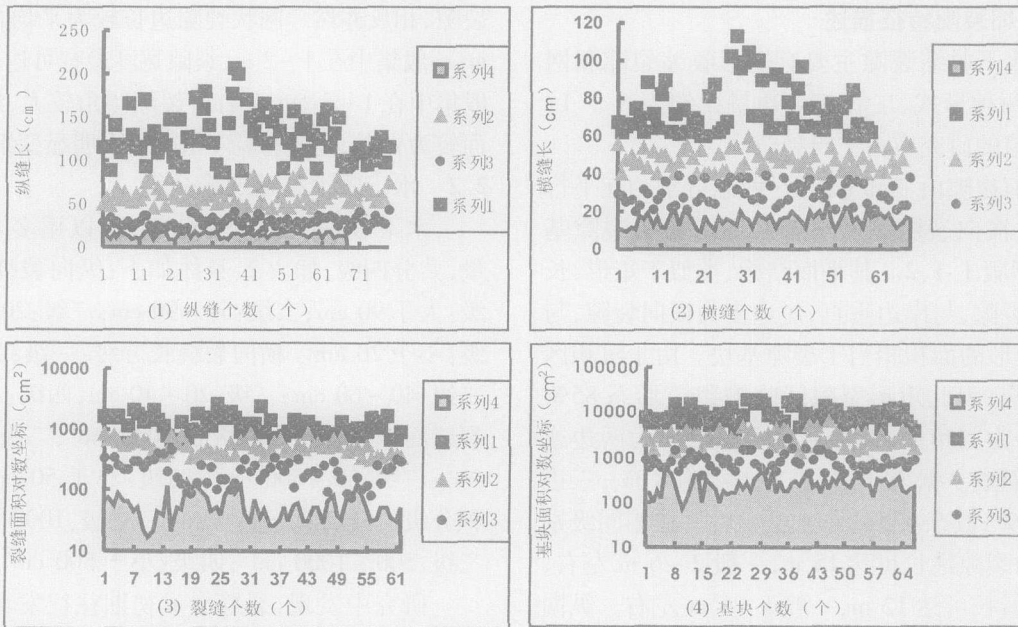 250
200
150
100
50
0
纵缝长（cm）
1 11 21 31 41 51 61 71
(1) 纵缝个数（个）
系列4
系列2
系列3
系列1
120
100
80
60
40
20
0
横缝长（cm）
1 11 21 31 41 51 61
(2) 横缝个数（个）
系列4
系列1
系列2
系列3
10000
1000
100
10
裂缝面积对数坐标（cm²）
1 7 13 19 25 31 37 43 49 55 61
(3) 裂缝个数（个）
系列4
系列1
系列2
系列3
100000
10000
1000
100
10
基块面积对数坐标（cm²）
1 8 15 22 29 36 43 50 57 64
(4) 基块个数（个）
系列4
系列1
系列2
系列3